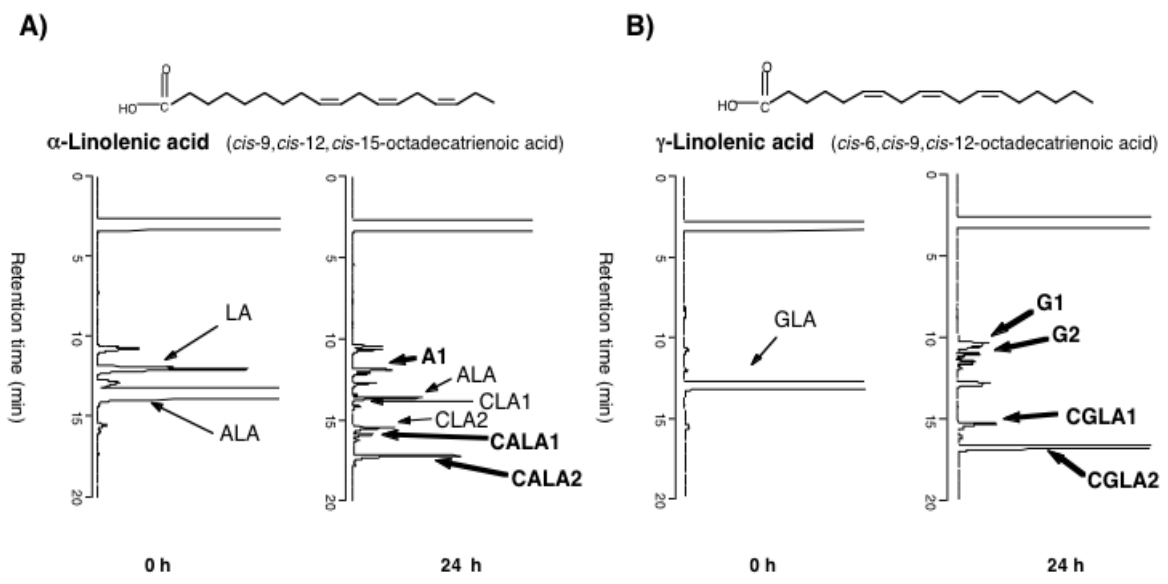 A)
B)
O
HO
C
O
HO
C
α-Linolenic acid (cis-9,cis-12,cis-15-octadecatrienoic acid)
γ-Linolenic acid (cis-6,cis-9,cis-12-octadecatrienoic acid)
Retention time (min)
0
5
10
15
20
LA
ALA
0 h
0
5
10
15
20
A1
ALA
CLA1
CLA2
CALA1
CALA2
24 h
Retention time (min)
0
5
10
15
20
GLA
0 h
0
5
10
15
20
G1
G2
CGLA1
CGLA2
24 h